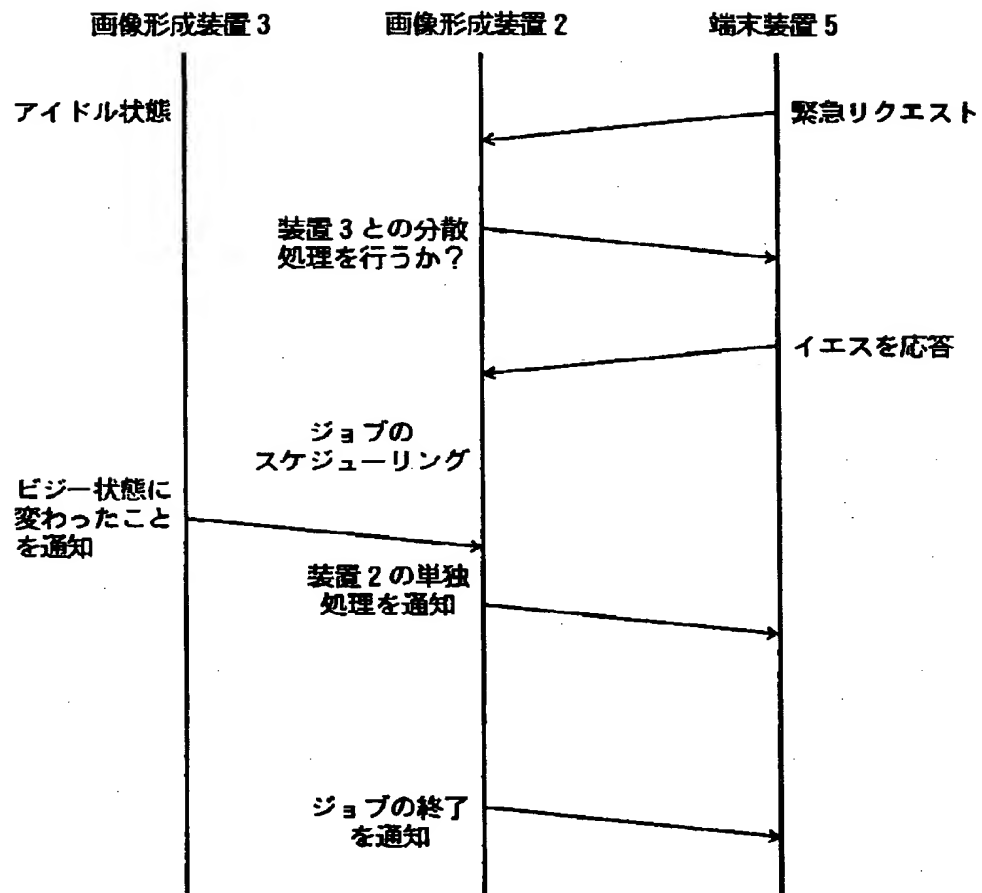 画像形成装置3
画像形成装置2
端末装置5
アイドル状態
緊急リクエスト
装置3との分散
処理を行うか？
イエスを応答
ジョブの
スケジューリング
ビジー状態に
変わったこと
を通知
装置2の単独
処理を通知
ジョブの終了
を通知